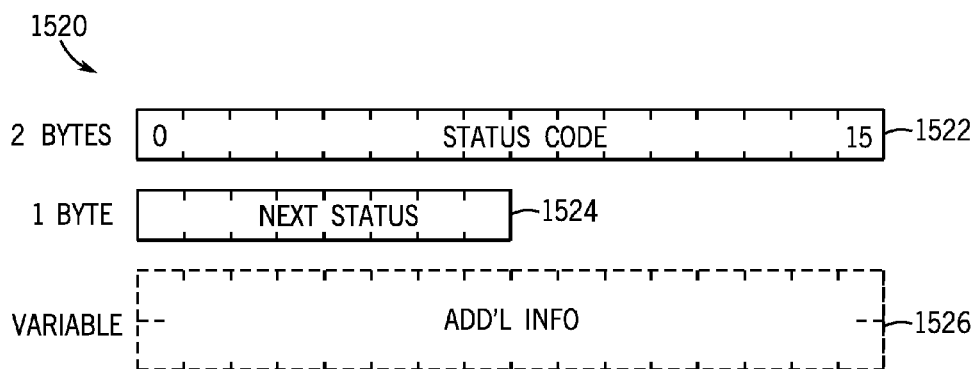 1520
2 BYTES 0 STATUS CODE 15 1522
1 BYTE NEXT STATUS 1524
VARIABLE ADD'L INFO 1526